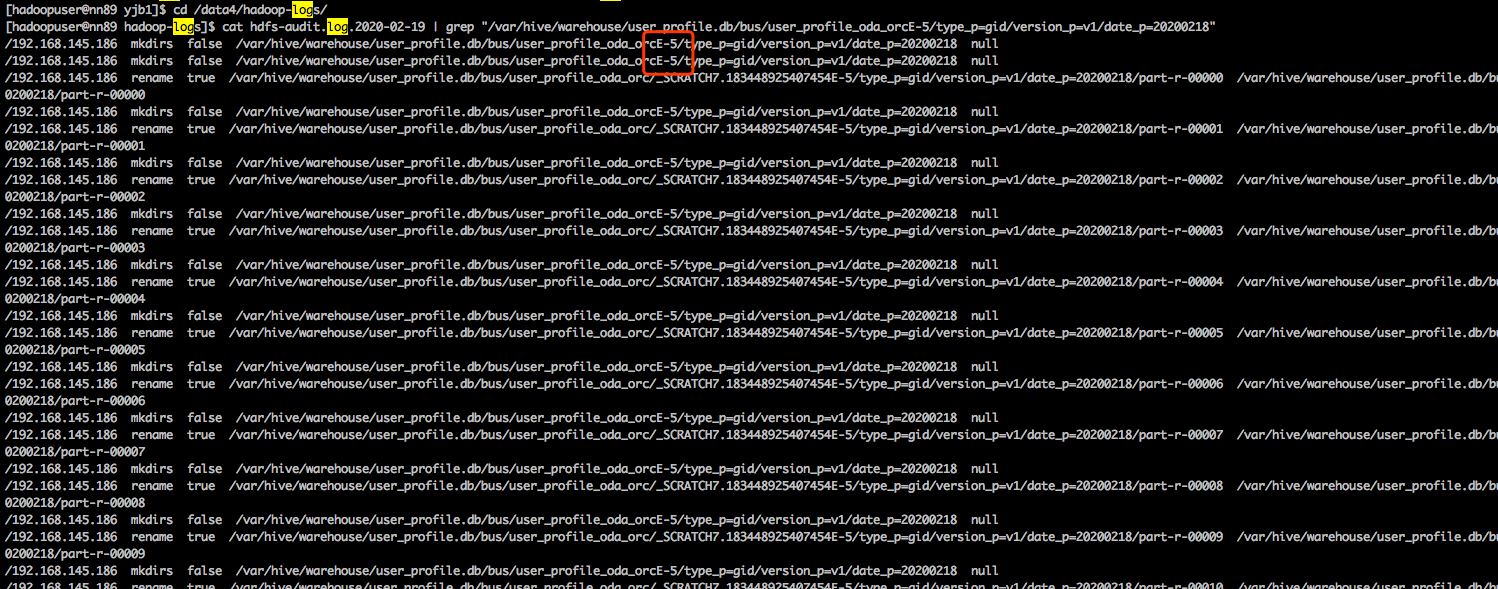 [hadoopuser@nn89 yjb1]$ cd /data4/hadoop-logs/
[hadoopuser@nn89 hadoop-logs]$ cat hdfs-audit.log.2020-02-19 | grep "/var/hive/warehouse/user_profile.db/bus/user_profile_oda_orcE-5/type_p=gid/version_p=v1/date_p=20200218"
/192.168.145.186 mkdirs false /var/hive/warehouse/user_profile.db/bus/user_profile_oda_orcE-5/type_p=gid/version_p=v1/date_p=20200218 null
/192.168.145.186 mkdirs false /var/hive/warehouse/user_profile.db/bus/user_profile_oda_orcE-5/type_p=gid/version_p=v1/date_p=20200218 null
/192.168.145.186 rename true /var/hive/warehouse/user_profile.db/bus/user_profile_oda_orc/_SCRATCH7.183448925407454E-5/type_p=gid/version_p=v1/date_p=20200218/part-r-00000 /var/hive/warehouse/user_profile.db/bu
0200218/part-r-00000
/192.168.145.186 mkdirs false /var/hive/warehouse/user_profile.db/bus/user_profile_oda_orcE-5/type_p=gid/version_p=v1/date_p=20200218 null
/192.168.145.186 rename true /var/hive/warehouse/user_profile.db/bus/user_profile_oda_orc/_SCRATCH7.183448925407454E-5/type_p=gid/version_p=v1/date_p=20200218/part-r-00001 /var/hive/warehouse/user_profile.db/bu
0200218/part-r-00001
/192.168.145.186 mkdirs false /var/hive/warehouse/user_profile.db/bus/user_profile_oda_orcE-5/type_p=gid/version_p=v1/date_p=20200218 null
/192.168.145.186 rename true /var/hive/warehouse/user_profile.db/bus/user_profile_oda_orc/_SCRATCH7.183448925407454E-5/type_p=gid/version_p=v1/date_p=20200218/part-r-00002 /var/hive/warehouse/user_profile.db/bu
0200218/part-r-00002
/192.168.145.186 mkdirs false /var/hive/warehouse/user_profile.db/bus/user_profile_oda_orcE-5/type_p=gid/version_p=v1/date_p=20200218 null
/192.168.145.186 rename true /var/hive/warehouse/user_profile.db/bus/user_profile_oda_orc/_SCRATCH7.183448925407454E-5/type_p=gid/version_p=v1/date_p=20200218/part-r-00003 /var/hive/warehouse/user_profile.db/bu
0200218/part-r-00003
/192.168.145.186 mkdirs false /var/hive/warehouse/user_profile.db/bus/user_profile_oda_orcE-5/type_p=gid/version_p=v1/date_p=20200218 null
/192.168.145.186 rename true /var/hive/warehouse/user_profile.db/bus/user_profile_oda_orc/_SCRATCH7.183448925407454E-5/type_p=gid/version_p=v1/date_p=20200218/part-r-00004 /var/hive/warehouse/user_profile.db/bu
0200218/part-r-00004
/192.168.145.186 mkdirs false /var/hive/warehouse/user_profile.db/bus/user_profile_oda_orcE-5/type_p=gid/version_p=v1/date_p=20200218 null
/192.168.145.186 rename true /var/hive/warehouse/user_profile.db/bus/user_profile_oda_orc/_SCRATCH7.183448925407454E-5/type_p=gid/version_p=v1/date_p=20200218/part-r-00005 /var/hive/warehouse/user_profile.db/bu
0200218/part-r-00005
/192.168.145.186 mkdirs false /var/hive/warehouse/user_profile.db/bus/user_profile_oda_orcE-5/type_p=gid/version_p=v1/date_p=20200218 null
/192.168.145.186 rename true /var/hive/warehouse/user_profile.db/bus/user_profile_oda_orc/_SCRATCH7.183448925407454E-5/type_p=gid/version_p=v1/date_p=20200218/part-r-00006 /var/hive/warehouse/user_profile.db/bu
0200218/part-r-00006
/192.168.145.186 mkdirs false /var/hive/warehouse/user_profile.db/bus/user_profile_oda_orcE-5/type_p=gid/version_p=v1/date_p=20200218 null
/192.168.145.186 rename true /var/hive/warehouse/user_profile.db/bus/user_profile_oda_orc/_SCRATCH7.183448925407454E-5/type_p=gid/version_p=v1/date_p=20200218/part-r-00007 /var/hive/warehouse/user_profile.db/bu
0200218/part-r-00007
/192.168.145.186 mkdirs false /var/hive/warehouse/user_profile.db/bus/user_profile_oda_orcE-5/type_p=gid/version_p=v1/date_p=20200218 null
/192.168.145.186 rename true /var/hive/warehouse/user_profile.db/bus/user_profile_oda_orc/_SCRATCH7.183448925407454E-5/type_p=gid/version_p=v1/date_p=20200218/part-r-00008 /var/hive/warehouse/user_profile.db/bu
0200218/part-r-00008
/192.168.145.186 mkdirs false /var/hive/warehouse/user_profile.db/bus/user_profile_oda_orcE-5/type_p=gid/version_p=v1/date_p=20200218 null
/192.168.145.186 rename true /var/hive/warehouse/user_profile.db/bus/user_profile_oda_orc/_SCRATCH7.183448925407454E-5/type_p=gid/version_p=v1/date_p=20200218/part-r-00009 /var/hive/warehouse/user_profile.db/bu
0200218/part-r-00009
/192.168.145.186 mkdirs false /var/hive/warehouse/user_profile.db/bus/user_profile_oda_orcE-5/type_p=gid/version_p=v1/date_p=20200218 null
/192.168.145.186 rename true /var/hive/warehouse/user_profile.db/bus/user_profile_oda_orc/_SCRATCH7.183448925407454E-5/type_p=gid/version_p=v1/date_p=20200218/part-r-00010 /var/hive/warehouse/user_profile.db/bu